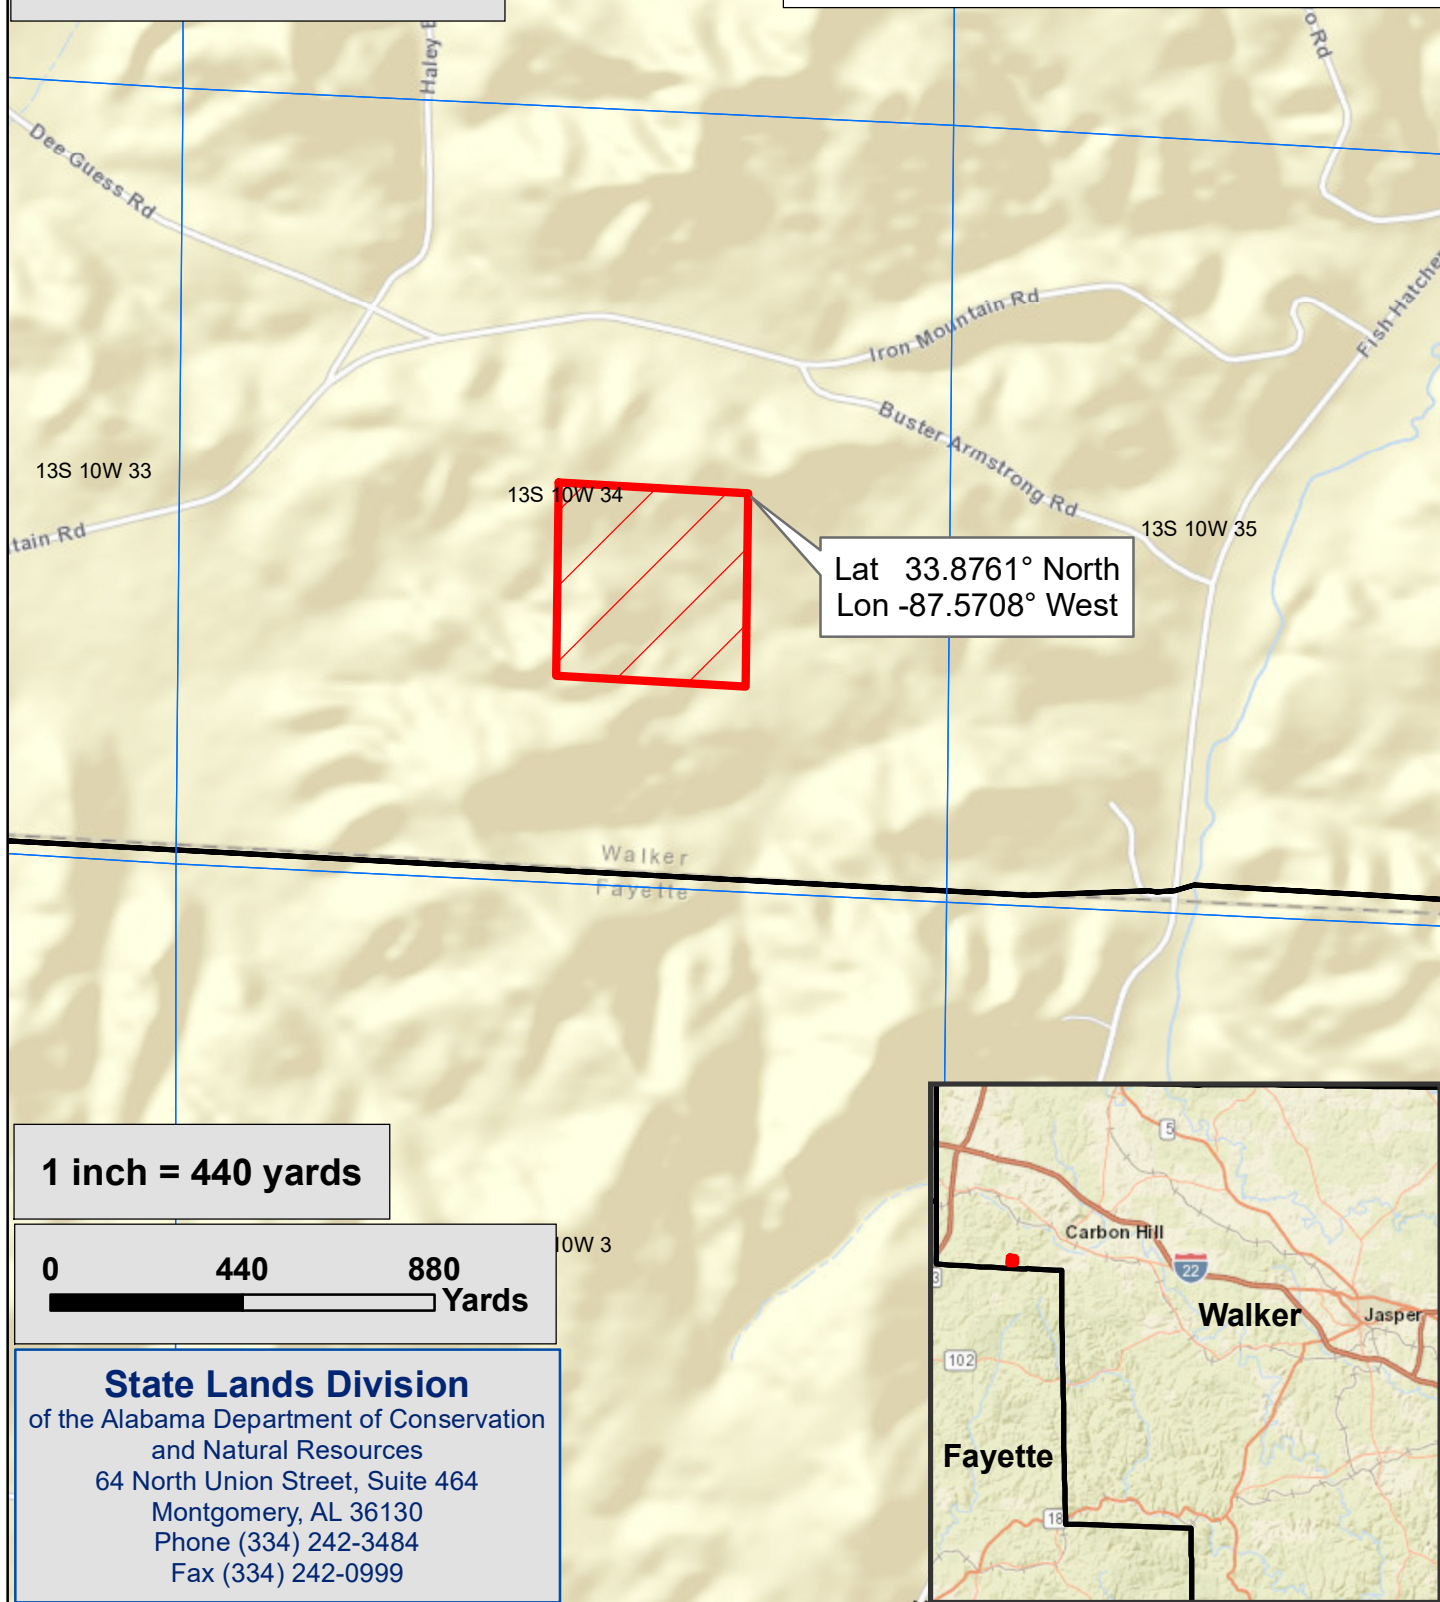 Haley
o Rd
Dee Guess Rd
Fish Hatcher
Iron Mountain Rd
Buster Armstrong Rd
13S 10W 33
13S 10W 34
tain Rd
13S 10W 35
Lat 33.8761° North
Lon -87.5708° West
Walker
Fayette
1 inch = 440 yards
0 440 880
Yards
10W 3
State Lands Division
of the Alabama Department of Conservation
and Natural Resources
64 North Union Street, Suite 464
Montgomery, AL 36130
Phone (334) 242-3484
Fax (334) 242-0999
5
Carbon Hill
22
3
Walker
Jasper
102
Fayette
18